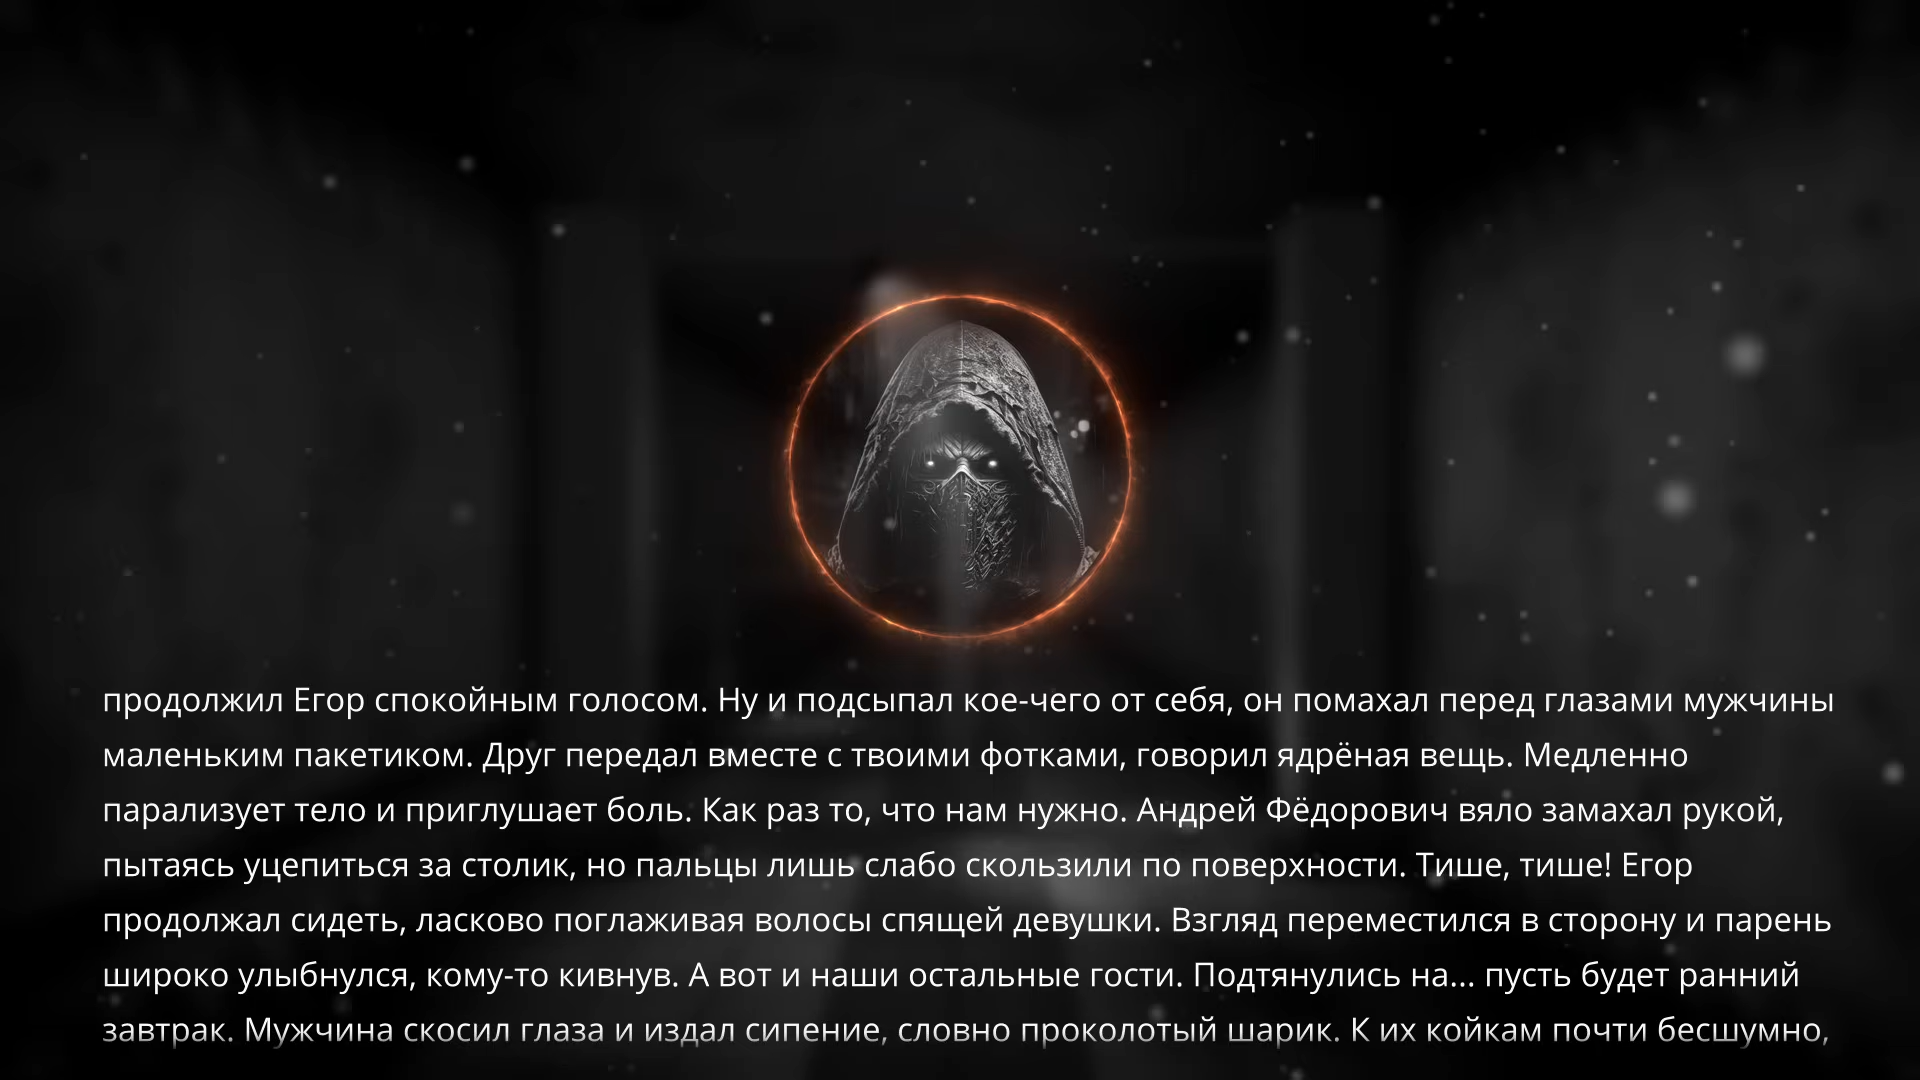 продолжил Егор спокойным голосом. Ну и подсыпал кое-чего от себя, он помахал перед глазами мужчины
маленьким пакетиком. Друг передал вместе с твоими фотками, говорил ядрёная вещь. Медленно
парализует тело и приглушает боль. Как раз то, что нам нужно. Андрей Фёдорович вяло замахал рукой,
пытаясь уцепиться за столик, но пальцы лишь слабо скользили по поверхности. Тише, тише! Егор
продолжал сидеть, ласково поглаживая волосы спящей девушки. Взгляд переместился в сторону и парень
широко улыбнулся, кому-то кивнув. А вот и наши остальные гости. Подтянулись на... пусть будет ранний
завтрак. Мужчина скосил глаза и издал сипение, словно проколотый шарик. К их койкам почти бесшумно,